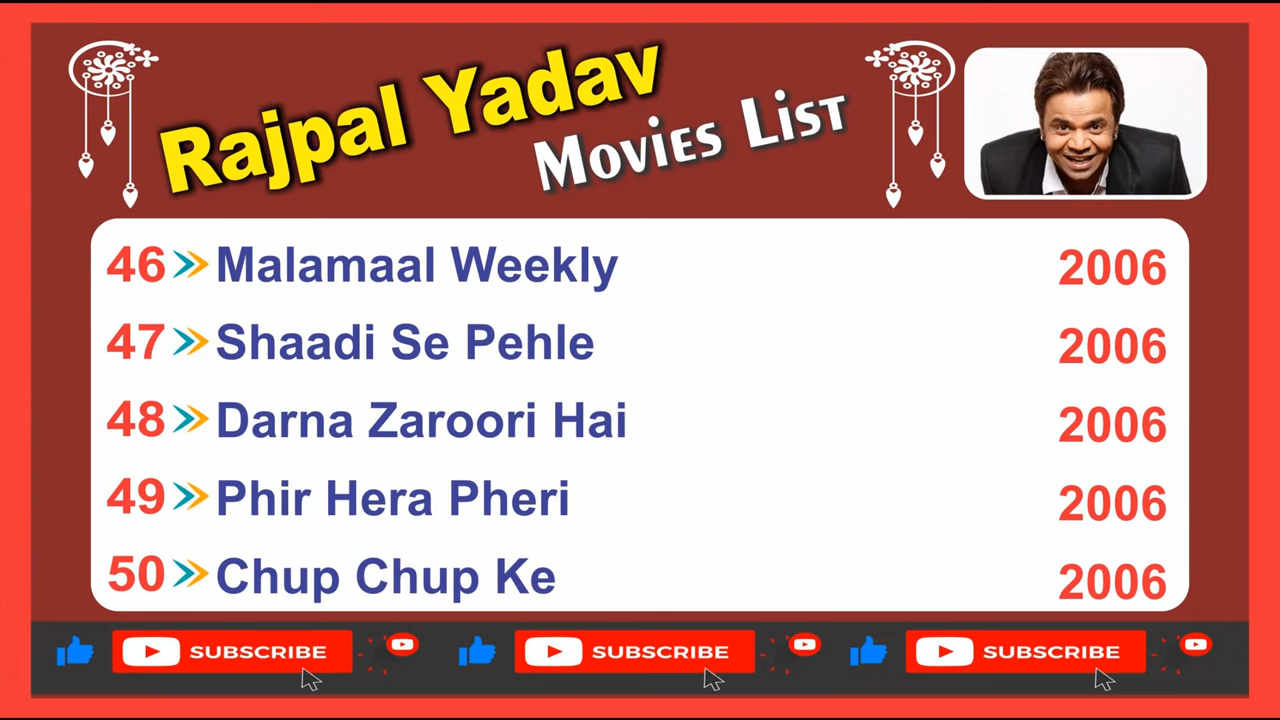 Rajpal Yadav
Movies List
46 Malamaal Weekly 2006
47 Shaadi Se Pehle 2006
48 Darna Zaroori Hai 2006
49 Phir Hera Pheri 2006
50 Chup Chup Ke 2006
SUBSCRIBE SUBSCRIBE SUBSCRIBE